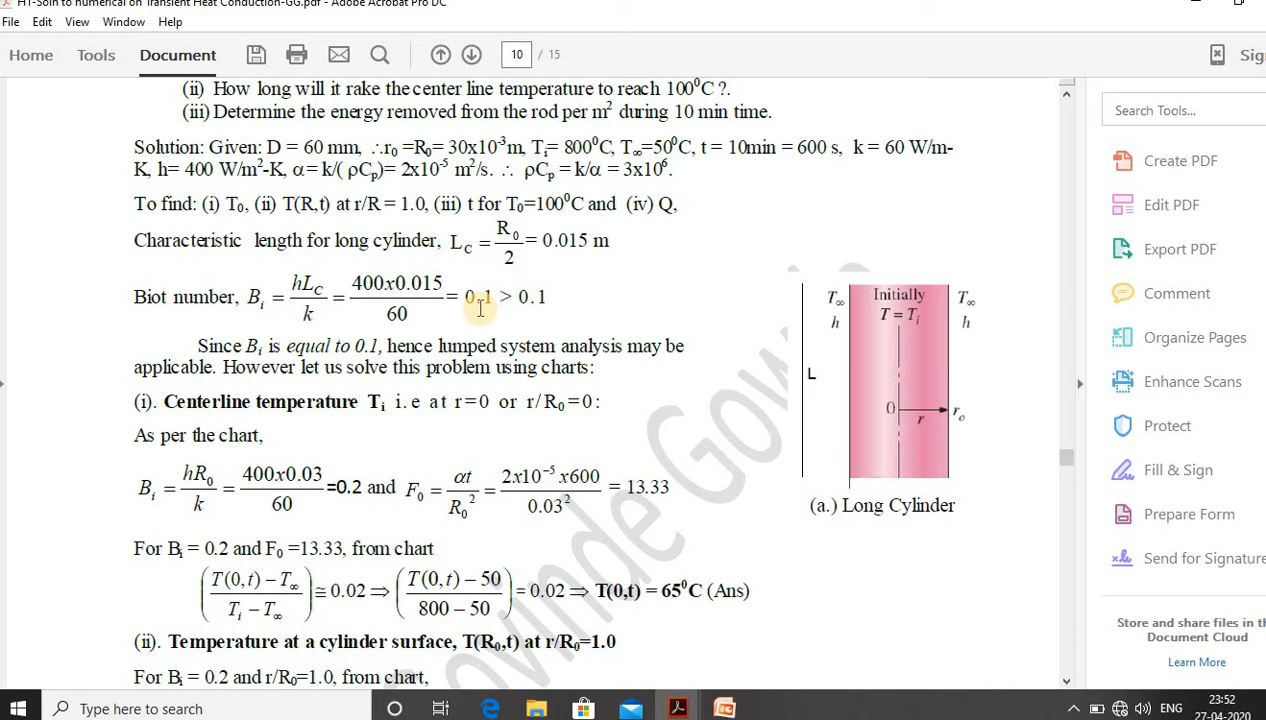 HT-Soln to numerical on Transient Heat Conduction-GG.pdf - Adobe Acrobat Pro DC
File Edit View Window Help
Home Tools Document 10 / 15
(ii) How long will it rake the center line temperature to reach 100⁰C ?.
(iii) Determine the energy removed from the rod per m² during 10 min time.
Solution: Given: D = 60 mm, ∴r₀ =R₀= 30x10⁻³m, Tᵢ= 800⁰C, T∞=50⁰C, t = 10min = 600 s, k = 60 W/m-
K, h= 400 W/m²-K, α= k/( ρCₚ)= 2x10⁻⁵ m²/s. ∴ ρCₚ = k/α = 3x10⁶.
To find: (i) T₀, (ii) T(R,t) at r/R = 1.0, (iii) t for T₀=100⁰C and (iv) Q,
Characteristic length for long cylinder, L_C = R₀/2 = 0.015 m
Biot number, Bᵢ = hL_C/k = 400x0.015/60 = 0.1 > 0.1
Since Bᵢ is equal to 0.1, hence lumped system analysis may be
applicable. However let us solve this problem using charts:
(i). Centerline temperature Tᵢ i.e at r=0 or r/R₀=0:
As per the chart,
Bᵢ = hR₀/k = 400x0.03/60 =0.2 and F₀ = αt/R₀² = 2x10⁻⁵x600/0.03² = 13.33
For Bᵢ = 0.2 and F₀ =13.33, from chart
(T(0,t) − T∞ / Tᵢ − T∞) ≅ 0.02 ⇒ (T(0,t) − 50 / 800 − 50) = 0.02 ⇒ T(0,t) = 65⁰C (Ans)
(ii). Temperature at a cylinder surface, T(R₀,t) at r/R₀=1.0
For Bᵢ = 0.2 and r/R₀=1.0, from chart,
T∞ Initially T∞
h T = Tᵢ h
L
0 r r₀
(a.) Long Cylinder
Govinde Gow
Search Tools...
Create PDF
Edit PDF
Export PDF
Comment
Organize Pages
Enhance Scans
Protect
Fill & Sign
Prepare Form
Send for Signature
Store and share files in the
Document Cloud
Learn More
Type here to search
ENG
23:52
27-04-2020